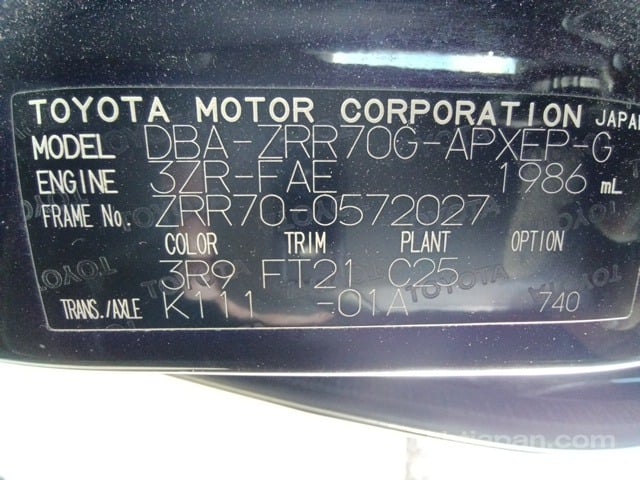 TOYOTA MOTOR CORPORATION JAPAN
MODEL DBA-ZRR70G-APXEP-G
ENGINE 3ZR-FAE 1986 mL
FRAME No. ZRR70-0572027
COLOR TRIM PLANT OPTION
3R9 FT21 C25
TRANS./AXLE K111 -01A 740